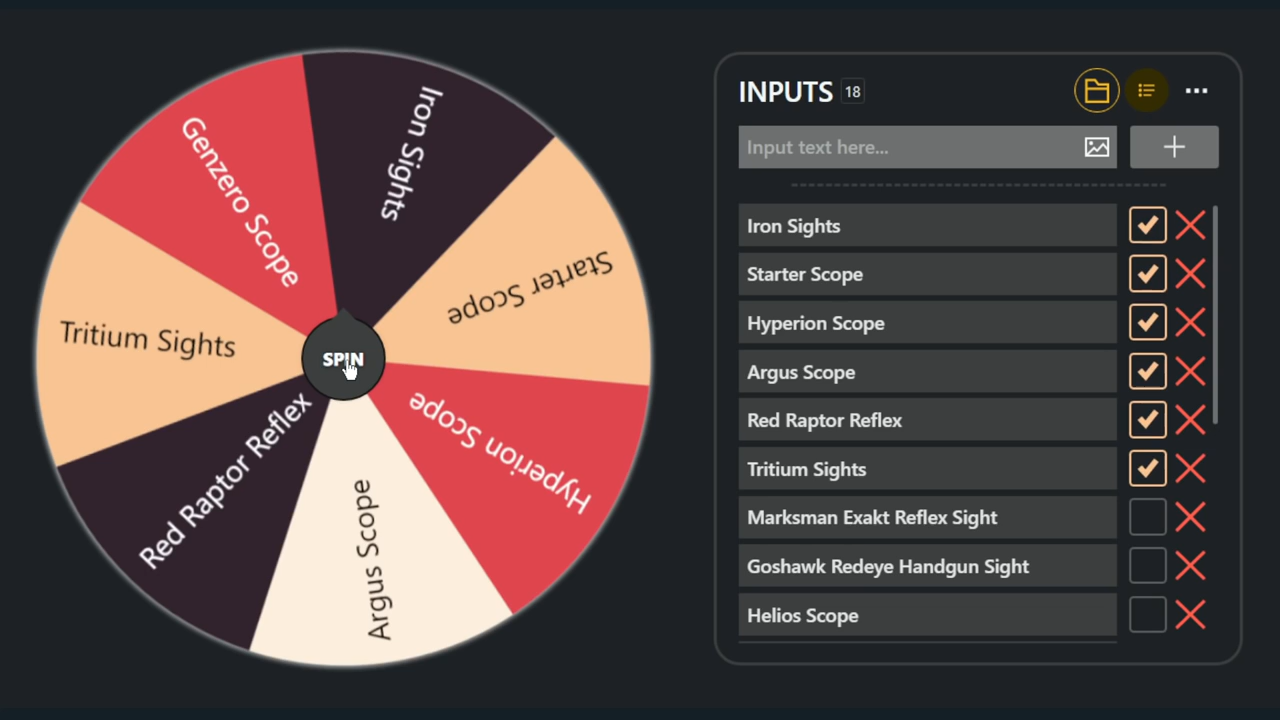 Iron Sights
Starter Scope
Hyperion Scope
Argus Scope
Red Raptor Reflex
Tritium Sights
Genzero Scope
SPIN
INPUTS 18
Input text here...
Iron Sights
Starter Scope
Hyperion Scope
Argus Scope
Red Raptor Reflex
Tritium Sights
Marksman Exakt Reflex Sight
Goshawk Redeye Handgun Sight
Helios Scope